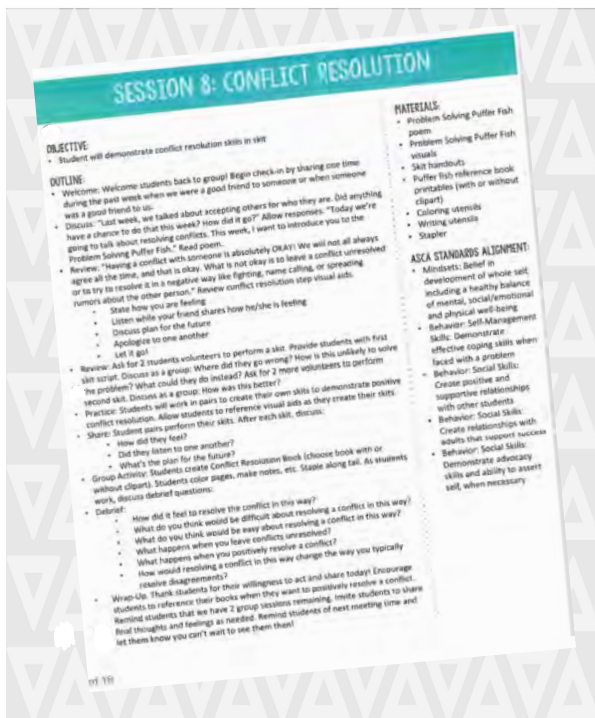 SESSION 8: CONFLICT RESOLUTION
OBJECTIVE:
• Student will demonstrate conflict resolution skills in skit
OUTLINE:
• Welcome: Welcome students back to group! Begin check-in by sharing one time
during the past week when we were a good friend to someone or when someone
was a good friend to us.
• Discuss: "Last week, we talked about accepting others for who they are. Did anything
have a chance to do that this week? How did it go?" Allow responses. "Today we're
going to talk about resolving conflicts. This week, I want to introduce you to the
Problem Solving Puffer Fish." Read poem.
• Review: "Having a conflict with someone is absolutely OKAY! We will not all always
agree all the time, and that is okay. What is not okay is to leave a conflict unresolved
or to try to resolve it in a negative way like fighting, name calling, or spreading
rumors about the other person." Review conflict resolution step visual aids.
• State how you are feeling
• Listen while your friend shares how he/she is feeling
• Discuss plan for the future
• Apologize to one another
• Let it go!
• Review: Ask for 2 students volunteers to perform a skit. Provide students with first
skit script. Discuss as a group: Where did they go wrong? How is this unlikely to solve
the problem? What could they do instead? Ask for 2 more volunteers to perform
second skit. Discuss as a group: How was this better?
• Practice: Students will work in pairs to create their own skits to demonstrate positive
conflict resolution. Allow students to reference visual aids as they create their skits.
• Share: Student pairs perform their skits. After each skit, discuss:
• How did they feel?
• Did they listen to one another?
• What's the plan for the future?
• Group Activity: Students create Conflict Resolution Book (choose book with or
without clipart). Students color pages, make notes, etc. Staple along tail. As students
work, discuss debrief questions:
• Debrief:
• How did it feel to resolve the conflict in this way?
• What do you think would be difficult about resolving a conflict in this way?
• What do you think would be easy about resolving a conflict in this way?
• What happens when you leave conflicts unresolved?
• What happens when you positively resolve a conflict?
• How would resolving a conflict in this way change the way you typically
resolve disagreements?
• Wrap-Up. Thank students for their willingness to act and share today! Encourage
students to reference their books when they want to positively resolve a conflict.
Remind students that we have 2 group sessions remaining. Invite students to share
final thoughts and feelings as needed. Remind students of next meeting time and
let them know you can't wait to see them then!
MATERIALS:
• Problem Solving Puffer Fish
poem
• Problem Solving Puffer Fish
visuals
• Skit handouts
• Puffer fish reference book
printables (with or without
clipart)
• Coloring utensils
• Writing utensils
• Stapler
ASCA STANDARDS ALIGNMENT:
• Mindsets: Belief in
development of whole self,
including a healthy balance
of mental, social/emotional
and physical well-being
• Behavior: Self-Management
Skills: Demonstrate
effective coping skills when
faced with a problem
• Behavior: Social Skills:
Create positive and
supportive relationships
with other students
• Behavior: Social Skills:
Create relationships with
adults that support success
• Behavior: Social Skills:
Demonstrate advocacy
skills and ability to assert
self, when necessary